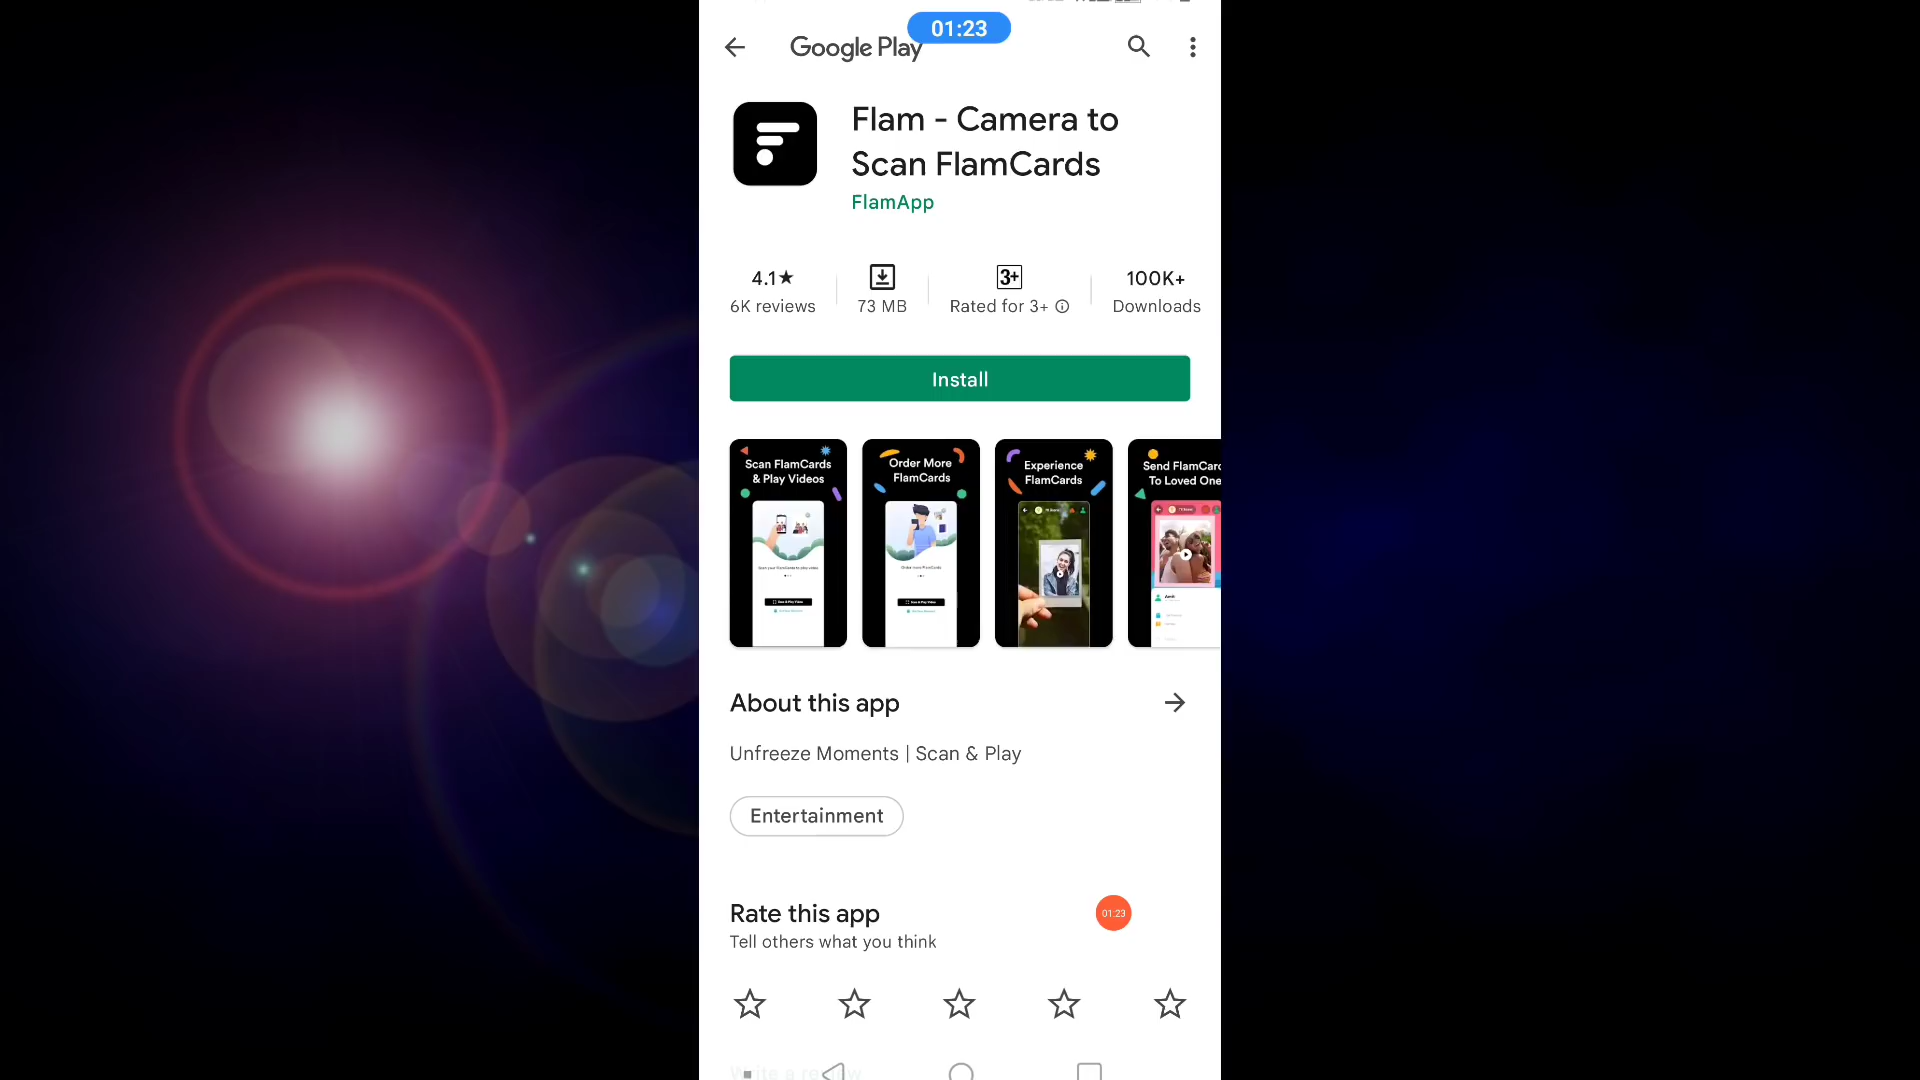 01:23
Google Play
Flam - Camera to
Scan FlamCards
FlamApp
4.1★
6K reviews
73 MB
3+
Rated for 3+
100K+
Downloads
Install
Scan FlamCards
& Play Videos
Order More
FlamCards
Experience
FlamCards
Send FlamCard
To Loved One
About this app
Unfreeze Moments | Scan & Play
Entertainment
Rate this app
01:23
Tell others what you think
Write a review